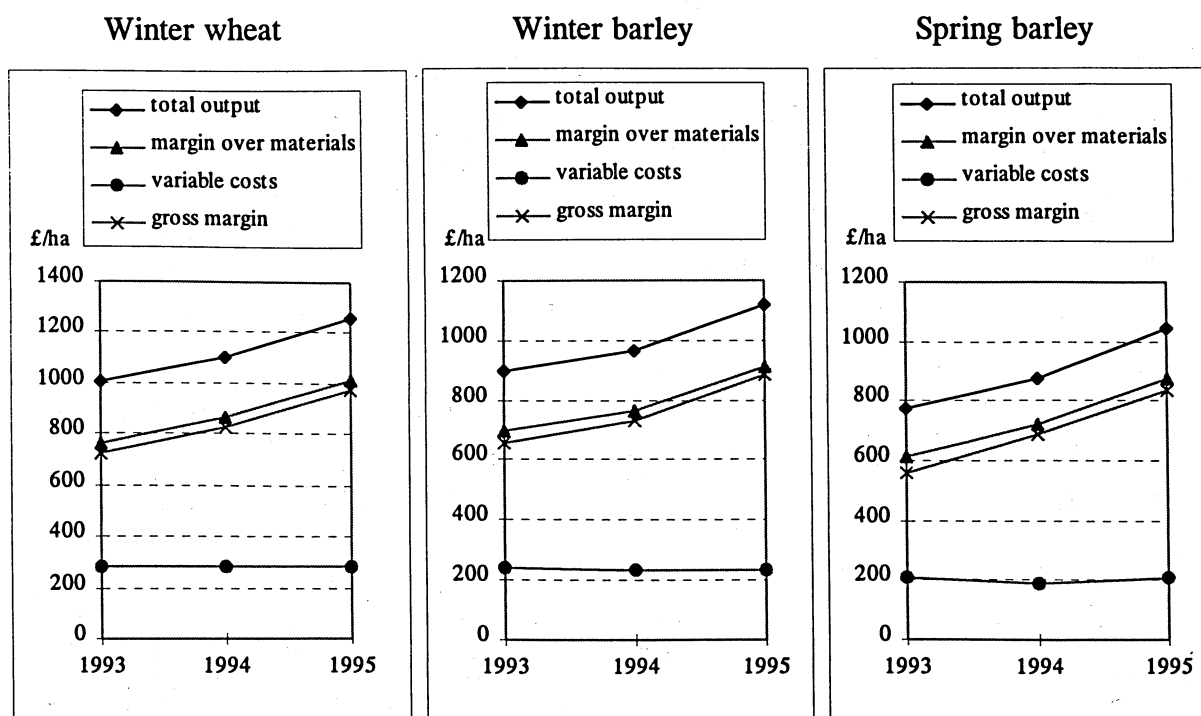 Winter wheat
total output
margin over materials
variable costs
gross margin
£/ha
1400
1200
1000
800
600
400
200
0
1993 1994 1995
Winter barley
total output
margin over materials
variable costs
gross margin
£/ha
1200
1000
800
600
400
200
0
1993 1994 1995
Spring barley
total output
margin over materials
variable costs
gross margin
£/ha
1200
1000
800
600
400
200
0
1993 1994 1995